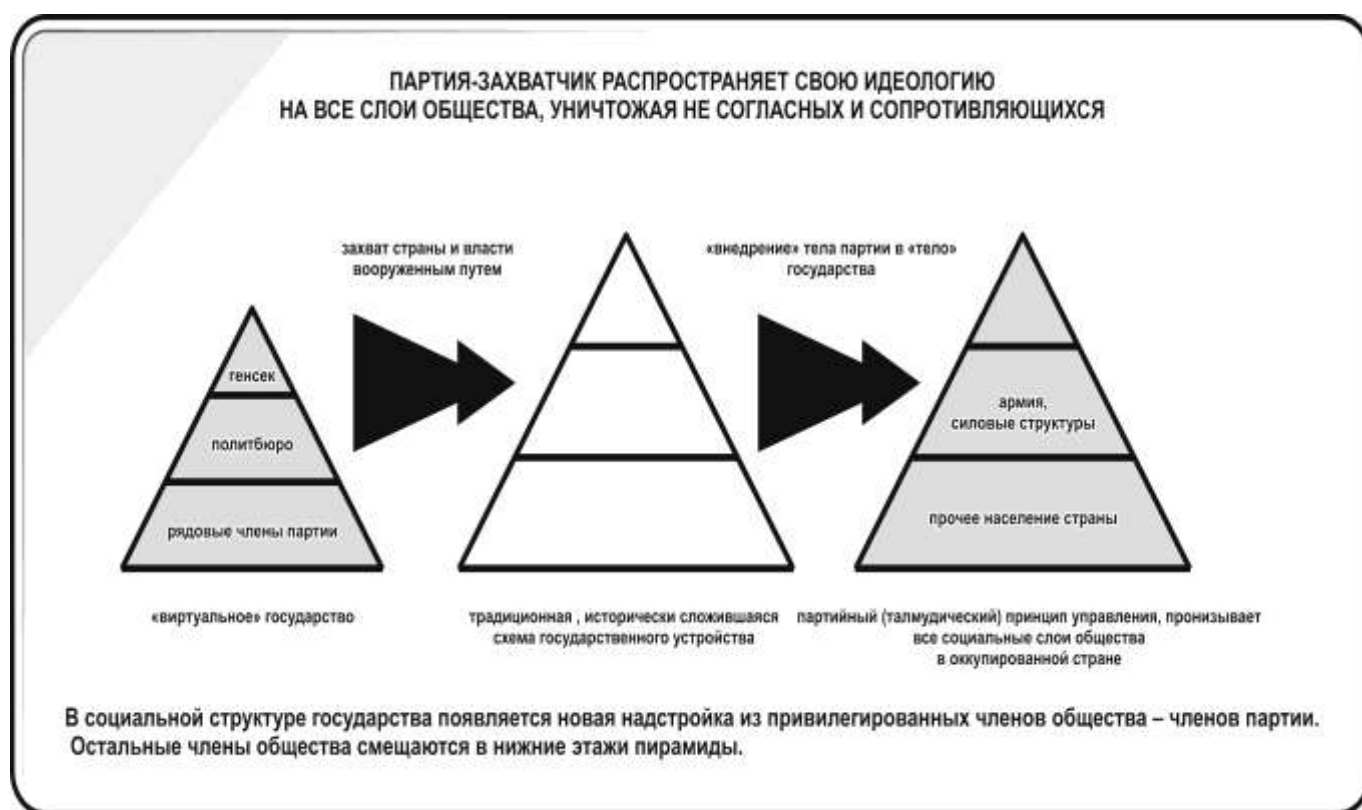 ПАРТИЯ-ЗАХВАТЧИК РАСПРОСТРАНЯЕТ СВОЮ ИДЕОЛОГИЮ
НА ВСЕ СЛОИ ОБЩЕСТВА, УНИЧТОЖАЯ НЕ СОГЛАСНЫХ И СОПРОТИВЛЯЮЩИХСЯ
захват страны и власти
вооруженным путем
«внедрение» тела партии в «тело»
государства
генсек
политбюро
рядовые члены партии
армия,
силовые структуры
прочее население страны
«виртуальное» государство
традиционная , исторически сложившаяся
схема государственного устройства
партийный (талмудический) принцип управления, пронизывает
все социальные слои общества
в оккупированной стране
В социальной структуре государства появляется новая надстройка из привилегированных членов общества – членов партии.
Остальные члены общества смещаются в нижние этажи пирамиды.